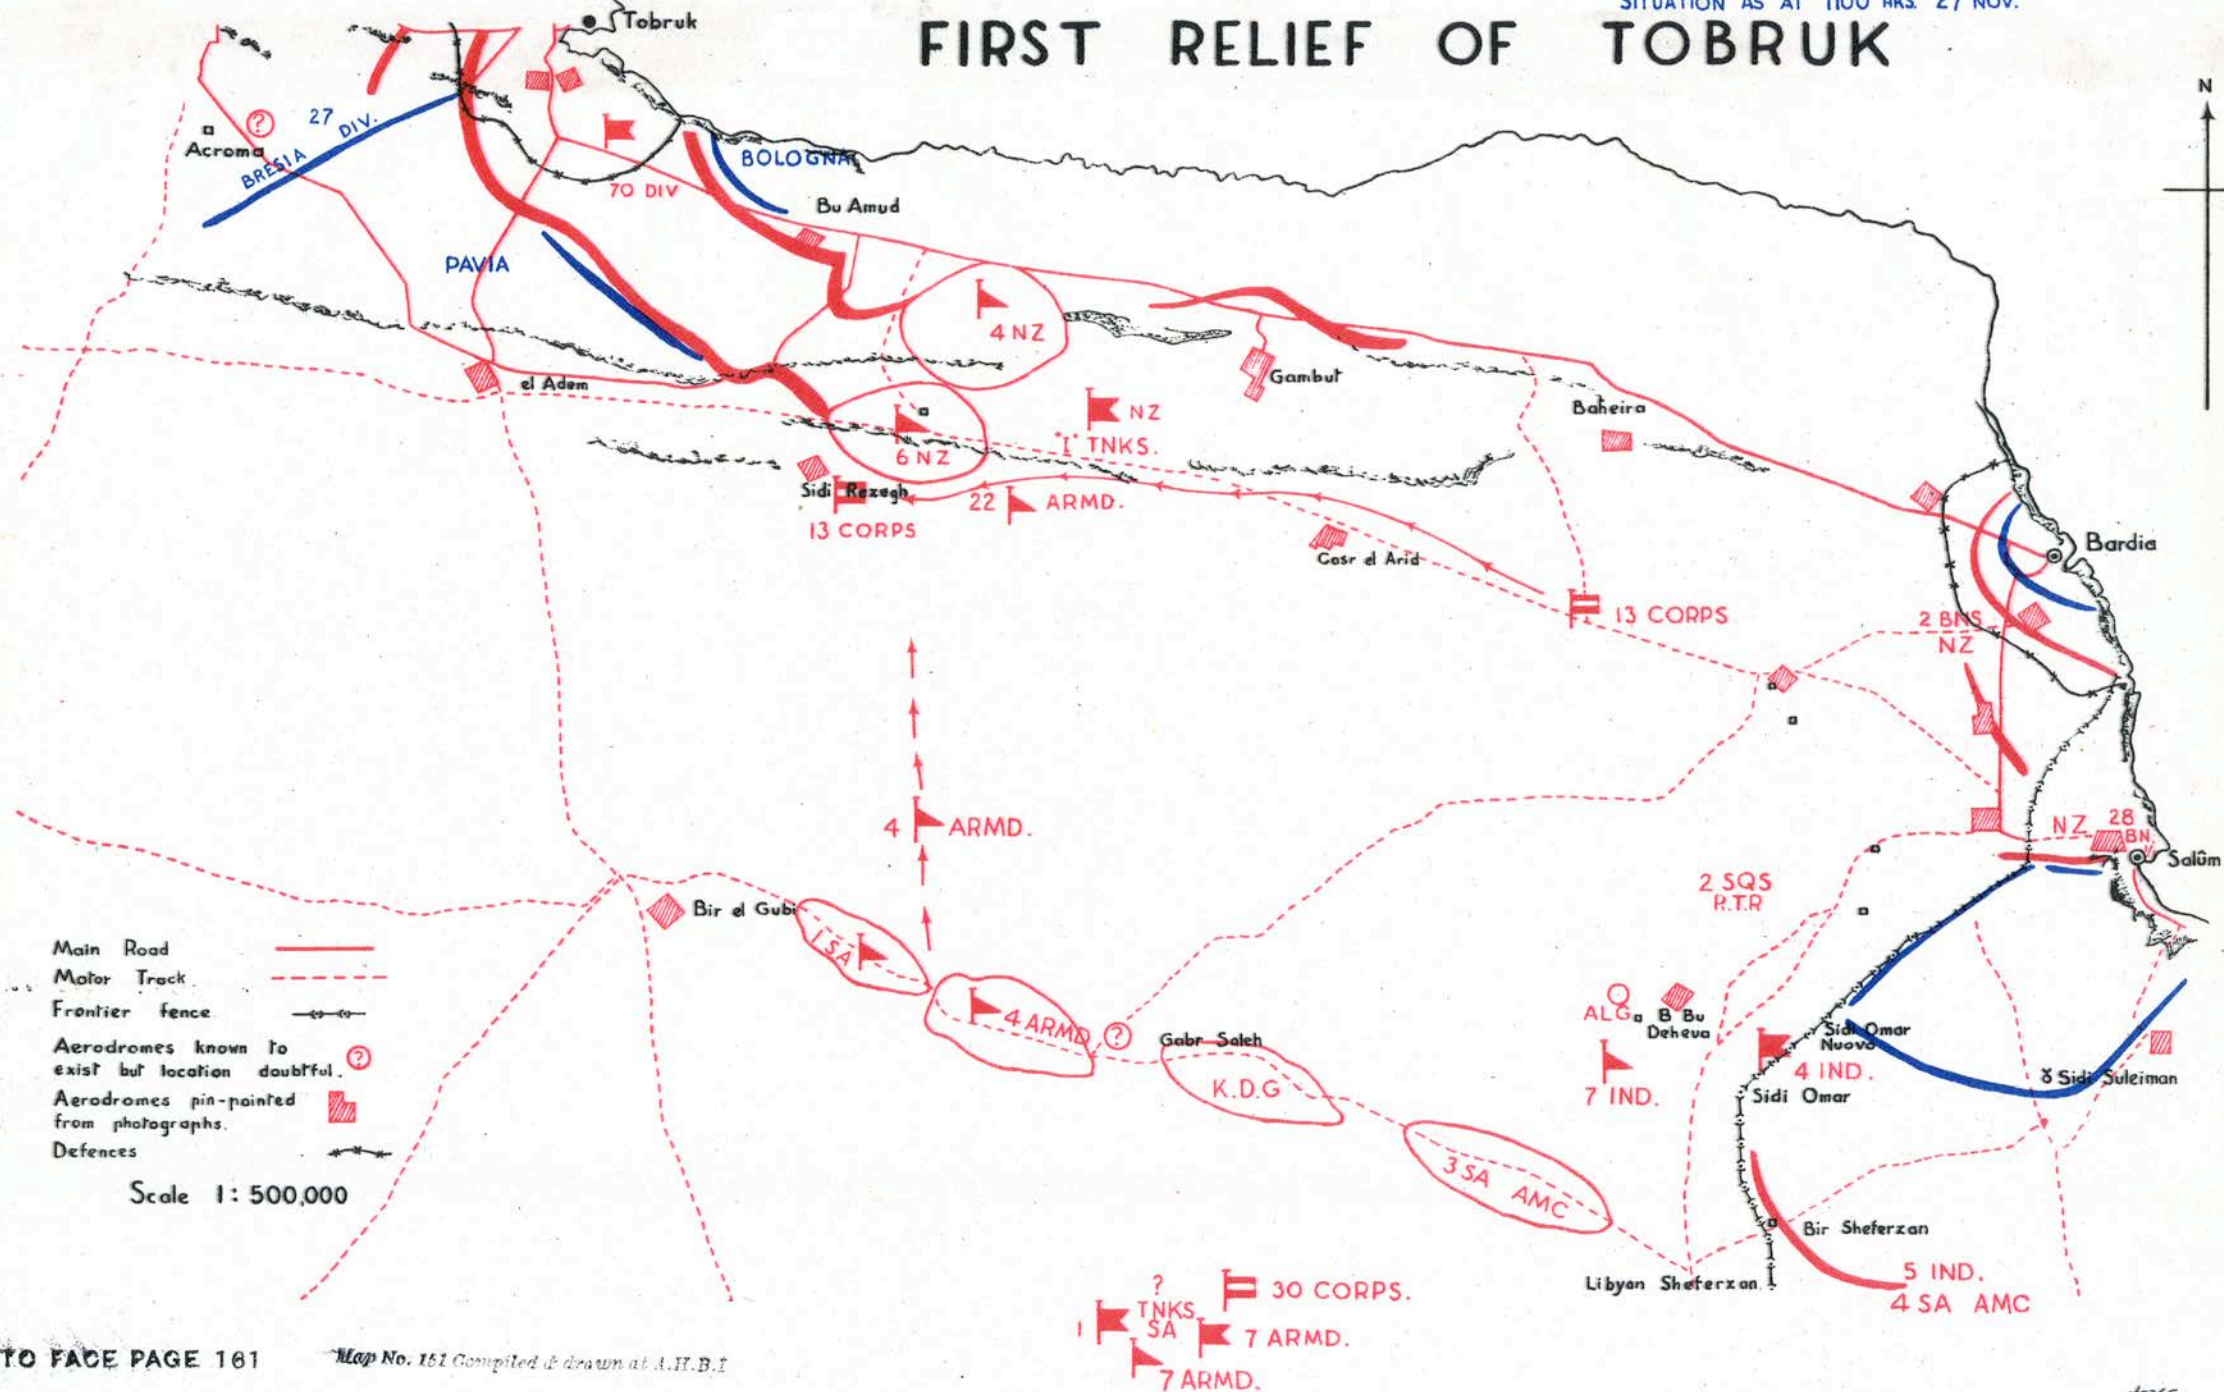 SITUATION AS AT 1100 HRS. 27 NOV.
FIRST RELIEF OF TOBRUK
N
Tobruk
27 DIV.
BRESIA
Acroma
70 DIV
BOLOGNA
Bu Amud
PAVIA
4 NZ
el Adem
Gambut
NZ
"I" TNKS.
Baheira
6 NZ
Sidi Rezegh
13 CORPS
22 ARMD.
Gasr el Arid
Bardia
13 CORPS
2 BNS
NZ
4 ARMD.
NZ 28
BN
Salûm
2 SQS
R.T.R
Bir el Gubi
1 SA
4 ARMD
?
Gabr Saleh
K.D.G
ALG
B Bu
Deheua
Sidi Omar
Nuovo
7 IND.
4 IND.
Sidi Suleiman
Sidi Omar
3 SA AMC
Bir Sheferzan
Libyan Sheferzan
5 IND.
4 SA AMC
?
TNKS
1 SA
30 CORPS.
7 ARMD.
7 ARMD.
?
Main Road
Motor Track
Frontier fence
Aerodromes known to
exist but location doubtful.
?
Aerodromes pin-pointed
from photographs.
Defences
Scale 1:500,000
TO FACE PAGE 161
Map No. 151 Compiled & drawn at A.H.B.I